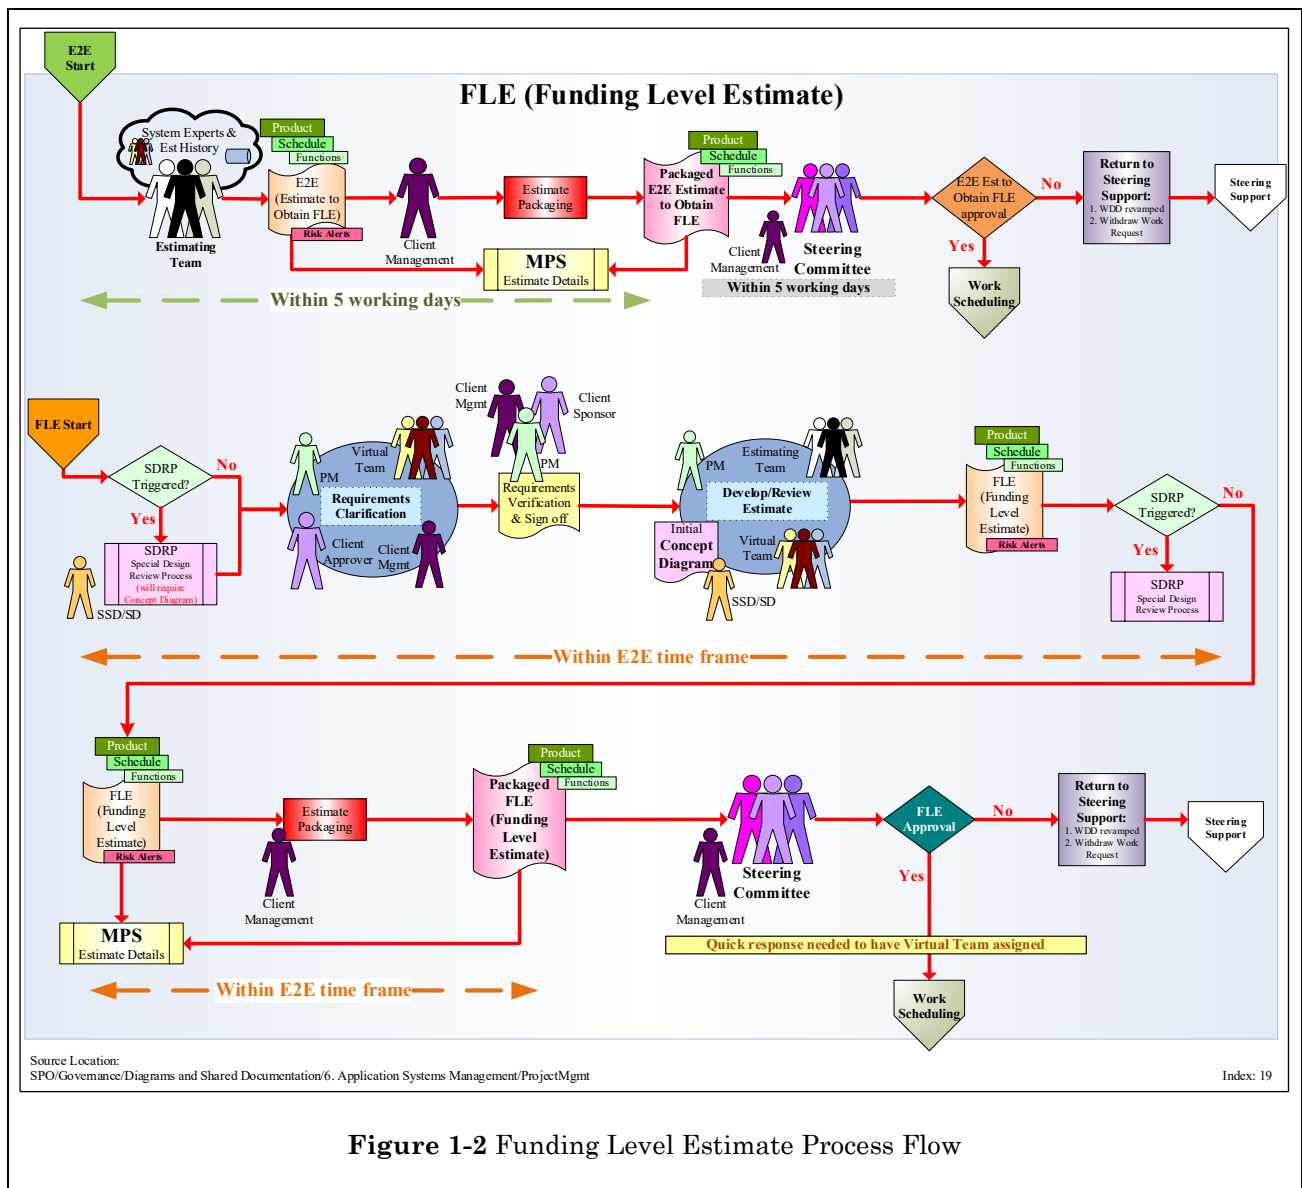 E2E
Start
FLE (Funding Level Estimate)
System Experts &
Est History
Estimating
Team
Product
Schedule
Functions
E2E
(Estimate to
Obtain FLE)
Risk Alerts
Client
Management
Estimate
Packaging
MPS
Estimate Details
Product
Schedule
Functions
Packaged
E2E Estimate
to Obtain
FLE
Client
Management
Steering
Committee
Within 5 working days
E2E Est to
Obtain FLE
approval
No
Yes
Work
Scheduling
Return to
Steering
Support:
1. WDD revamped
2. Withdraw Work
Request
Steering
Support
Within 5 working days
FLE Start
SDRP
Triggered?
No
Yes
SDRP
Special Design
Review Process
(will require
Concept Diagram)
SSD/SD
PM
Virtual
Team
Requirements
Clarification
Client
Approver
Client
Mgmt
Client
Mgmt
Client
Sponsor
PM
Requirements
Verification
& Sign off
PM
Estimating
Team
Develop/Review
Estimate
Initial
Concept
Diagram
Virtual
Team
SSD/SD
Product
Schedule
Functions
FLE
(Funding
Level
Estimate)
Risk Alerts
SDRP
Triggered?
No
Yes
SDRP
Special Design
Review Process
Within E2E time frame
Product
Schedule
Functions
FLE
(Funding
Level
Estimate)
Risk Alerts
MPS
Estimate Details
Estimate
Packaging
Client
Management
Product
Schedule
Functions
Packaged
FLE
(Funding
Level
Estimate)
Client
Management
Steering
Committee
FLE
Approval
No
Yes
Return to
Steering
Support:
1. WDD revamped
2. Withdraw Work
Request
Steering
Support
Quick response needed to have Virtual Team assigned
Work
Scheduling
Within E2E time frame
Source Location:
SPO/Governance/Diagrams and Shared Documentation/6. Application Systems Management/ProjectMgmt
Index: 19
Figure 1-2 Funding Level Estimate Process Flow